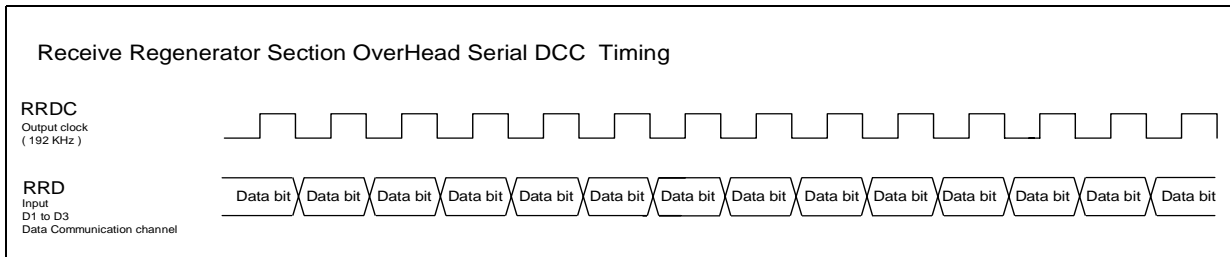 Receive Regenerator Section OverHead Serial DCC Timing
RRDC
Output clock
( 192 KHz )
RRD
Input
D1 to D3
Data Communication channel
Data bit Data bit Data bit Data bit Data bit Data bit Data bit Data bit Data bit Data bit Data bit Data bit Data bit Data bit